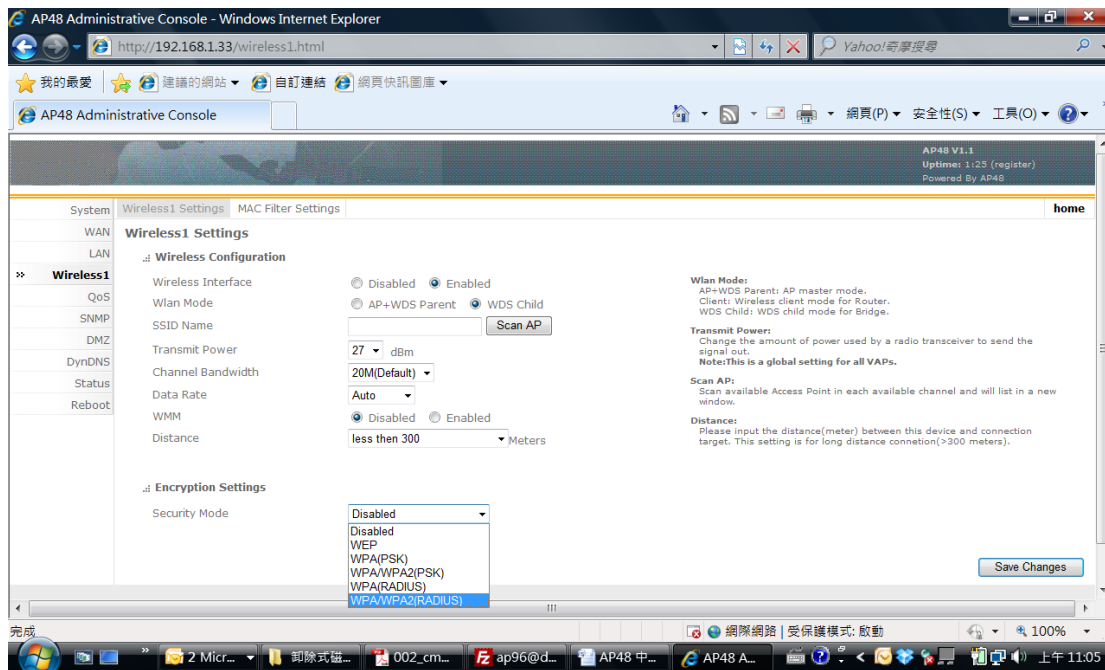 AP48 Administrative Console - Windows Internet Explorer
http://192.168.1.33/wireless1.html
Yahoo!奇摩搜尋
我的最愛 建議的網站 自訂連結 網頁快訊圖庫
AP48 Administrative Console 網頁(P) 安全性(S) 工具(O)
AP48 V1.1
Uptime: 1:25 (register)
Powered By AP48
System
WAN
LAN
Wireless1
QoS
SNMP
DMZ
DynDNS
Status
Reboot
Wireless1 Settings MAC Filter Settings home
Wireless1 Settings
.: Wireless Configuration
Wireless Interface Disabled Enabled
Wlan Mode AP+WDS Parent WDS Child
SSID Name Scan AP
Transmit Power 27 dBm
Channel Bandwidth 20M(Default)
Data Rate Auto
WMM Disabled Enabled
Distance less then 300 Meters
.: Encryption Settings
Security Mode Disabled
Disabled
WEP
WPA(PSK)
WPA/WPA2(PSK)
WPA(RADIUS)
WPA/WPA2(RADIUS)
Wlan Mode:
AP+WDS Parent: AP master mode.
Client: Wireless client mode for Router.
WDS Child: WDS child mode for Bridge.
Transmit Power:
Change the amount of power used by a radio transceiver to send the
signal out.
Note:This is a global setting for all VAPs.
Scan AP:
Scan available Access Point in each available channel and will list in a new
window.
Distance:
Please input the distance(meter) between this device and connection
target. This setting is for long distance connetion(>300 meters).
Save Changes
完成 網際網路 | 受保護模式: 啟動 100%
2 Micr... 卸除式磁... 002_cm... ap96@d... AP48 中... AP48 A... 上午 11:05